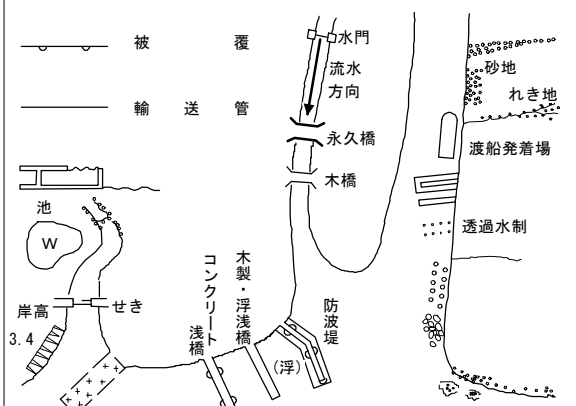 被覆
輸送管
水門
流水
方向
永久橋
木橋
砂地
れき地
渡船発着場
透過水制
池
W
岸高
3.4
せき
コンクリート
浅橋
木製・浮浅橋
(浮)
防波堤